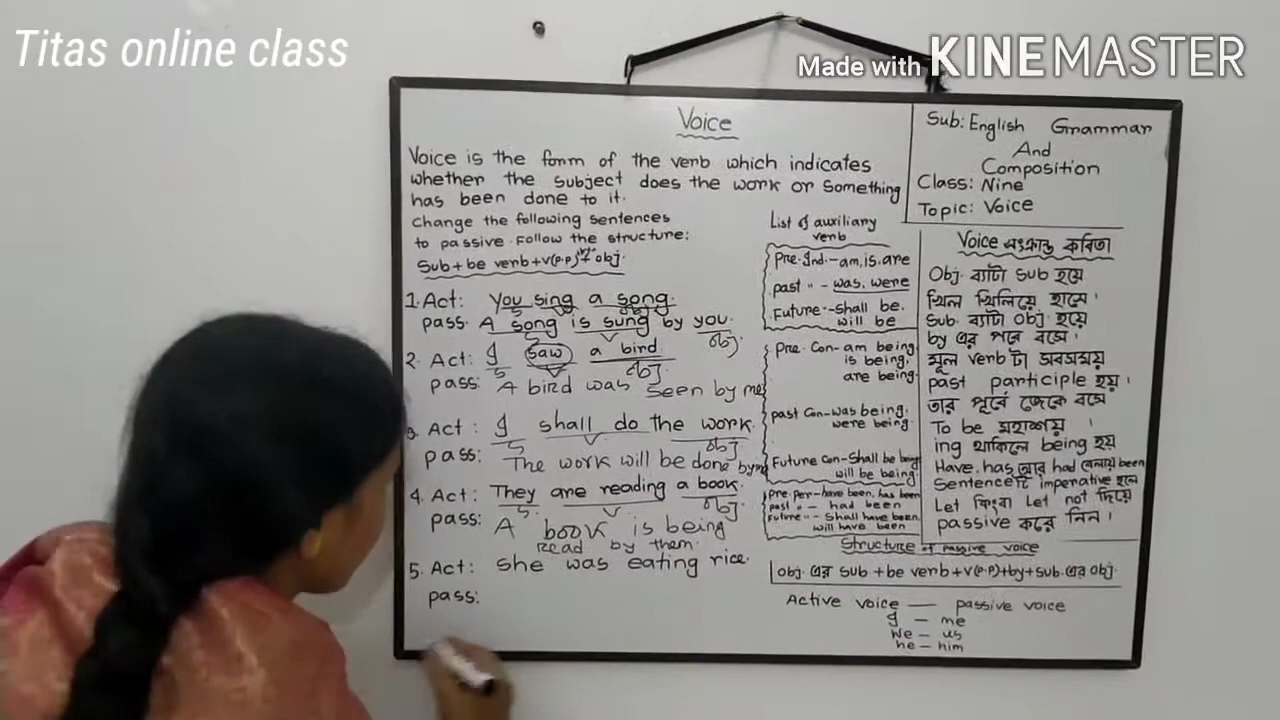 Titas online class
Made with KINEMASTER
Voice
Voice is the form of the verb which indicates
whether the subject does the work or something
has been done to it.
Change the following sentences
to passive. Follow the structure:
Sub + be verb + v(p.p) + obj.
1. Act: You sing a song.
pass. A song is sung by you.
obj
2. Act: I saw a bird.
S V obj
pass: A bird was seen by me
3. Act: I shall do the work.
S V obj
pass: The work will be done by me
4. Act: They are reading a book.
S V obj
pass: A book is being
read by them.
5. Act: She was eating rice.
pass:
List of auxiliary
verb
Pre. Ind. - am, is, are
past " - was, were
Future " - shall be.
will be
Pre. Con - am being
is being.
are being.
past Con - was being.
were being.
Future Con - Shall be being
will be being.
Pre. per - have been, has been
past " - had been
Future " - Shall have been
will have been
Sub: English Grammar
And
Composition
Class: Nine
Topic: Voice
Voice সংক্রান্ত কবিতা
Obj. ব্যাটা sub হয়ে
খিল খিলিয়ে হাসে।
Sub. ব্যাটা obj. হয়ে
by এর পরে বসে।
মূল verb টা সবসময়
past participle হয়।
তার পূর্বে জেঁকে বসে
To be মহাশয়।
ing থাকিলে being হয়
Have, has আর had বেলায় been
Sentence টি imperative হলে
Let কিংবা Let not দিয়ে
passive করে নিন।
Structure of passive voice
obj. এর sub + be verb + v(p.p) + by + sub. এর obj.
Active voice — passive voice
I — me
We — us
he — him